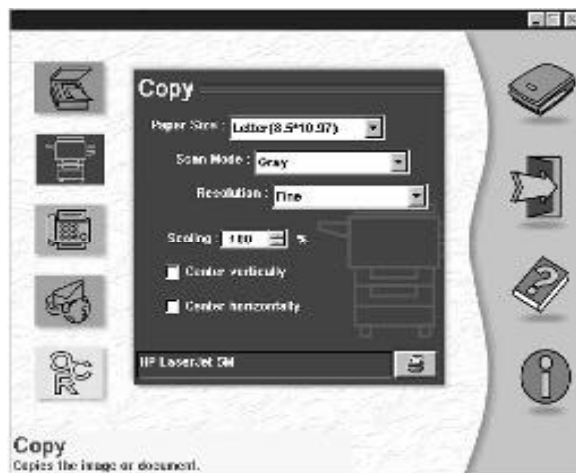 Copy
Paper Size : Letter(8.5*10.97)
Scan Mode : Gray
Resolution : Fine
Scaling : 100 %
Center vertically
Center horizontally
HP LaserJet 5M
OCR
Copy
Copies the image or document.